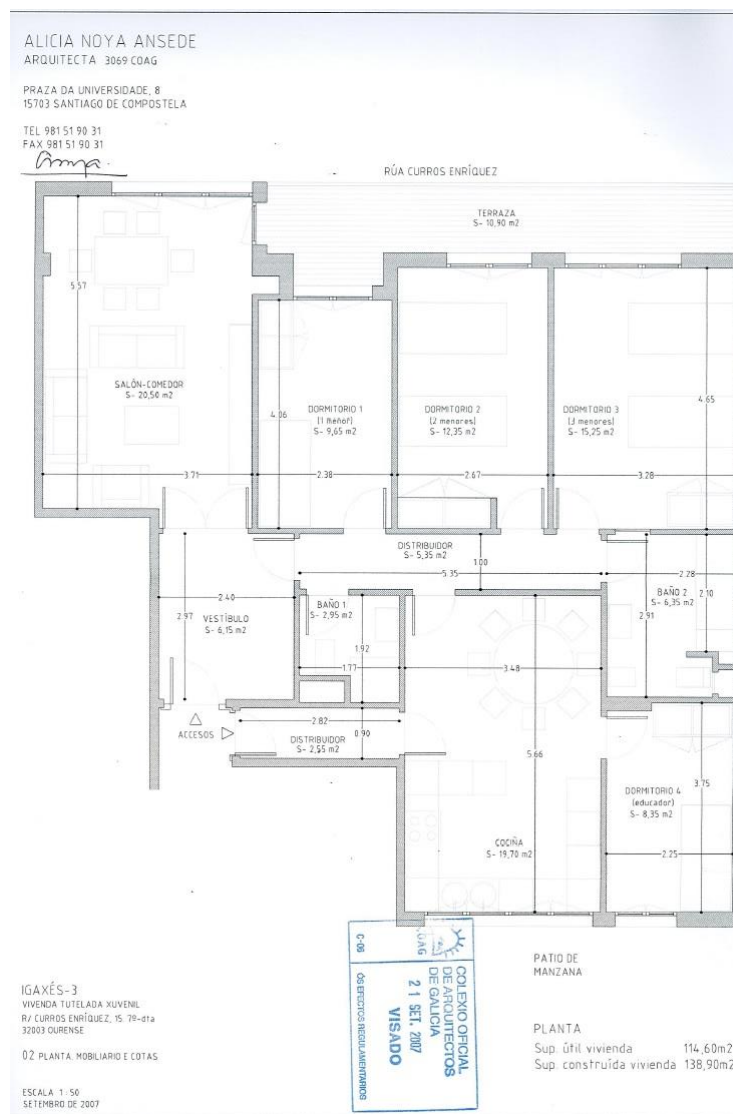 ALICIA NOYA ANSEDE
ARQUITECTA 3069 COAG
PRAZA DA UNIVERSIDADE, 8
15703 SANTIAGO DE COMPOSTELA
TEL 981 51 90 31
FAX 981 51 90 31
RÚA CURROS ENRÍQUEZ
TERRAZA
S- 10,90 m2
5.57
SALÓN-COMEDOR
S- 20,50 m2
3.71
4.06
DORMITORIO 1
(1 menor)
S- 9,65 m2
2.38
DORMITORIO 2
(2 menores)
S- 12,35 m2
2.67
DORMITORIO 3
(3 menores)
S- 15,25 m2
4.65
3.28
DISTRIBUIDOR
S- 5,35 m2
1.00
5.35
2.40
2.97
VESTÍBULO
S- 6,15 m2
BAÑO 1
S- 2,95 m2
1.92
1.77
3.48
2.28
BAÑO 2
S- 6,35 m2
2.10
2.91
ACCESOS
2.82
DISTRIBUIDOR
S- 2,55 m2
0.90
5.66
COCIÑA
S- 19,70 m2
3.75
DORMITORIO 4
(educador)
S- 8,35 m2
2.25
COAG
C-06
COLEXIO OFICIAL
DE ARQUITECTOS
DE GALICIA
21 SET. 2007
VISADO
ÓS EFECTOS REGULAMENTARIOS
PATIO DE
MANZANA
IGAXÉS-3
VIVENDA TUTELADA XUVENIL
R/ CURROS ENRÍQUEZ, 15. 7º-dta
32003 OURENSE
02 PLANTA. MOBILIARIO E COTAS
ESCALA 1:50
SETEMBRO DE 2007
PLANTA
Sup. útil vivienda 114,60m2
Sup. construída vivienda 138,90m2